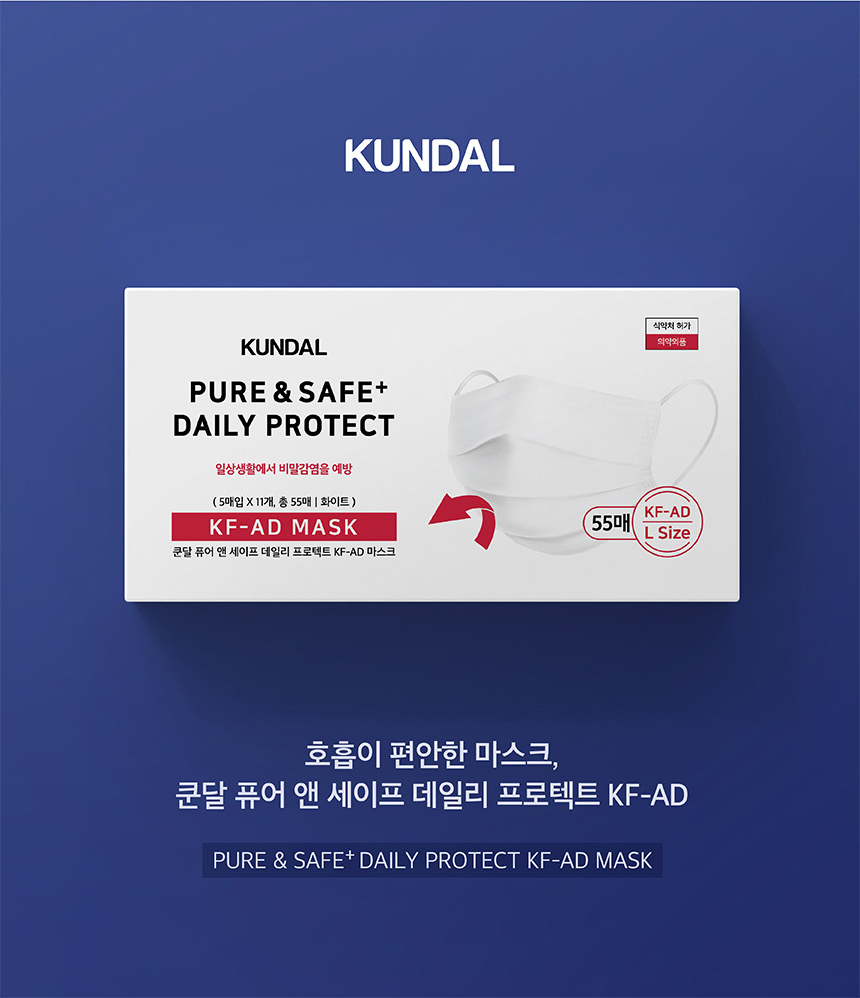 KUNDAL
KUNDAL
PURE & SAFE+
DAILY PROTECT
일상생활에서 비말감염을 예방
( 5매입 X 11개, 총 55매 | 화이트 )
KF-AD MASK
쿤달 퓨어 앤 세이프 데일리 프로텍트 KF-AD 마스크
식약처 허가
의약외품
55매
KF-AD
L Size
호흡이 편안한 마스크,
쿤달 퓨어 앤 세이프 데일리 프로텍트 KF-AD
PURE & SAFE+ DAILY PROTECT KF-AD MASK